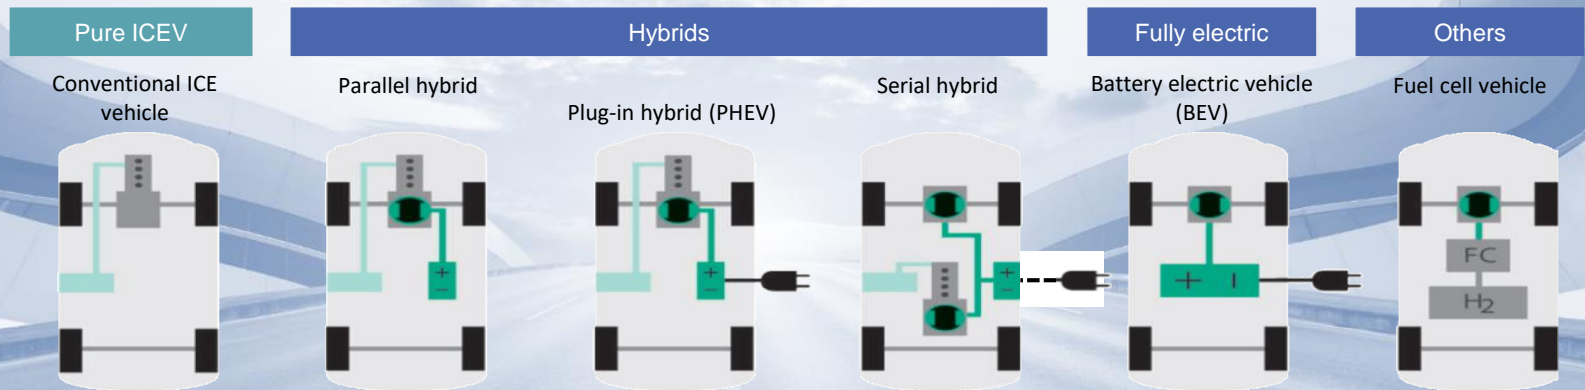 Pure ICEV
Hybrids
Fully electric
Others
Conventional ICE
vehicle
Parallel hybrid
Plug-in hybrid (PHEV)
Serial hybrid
Battery electric vehicle
(BEV)
Fuel cell vehicle
+
−
+
−
+
−
+ −
FC
H₂